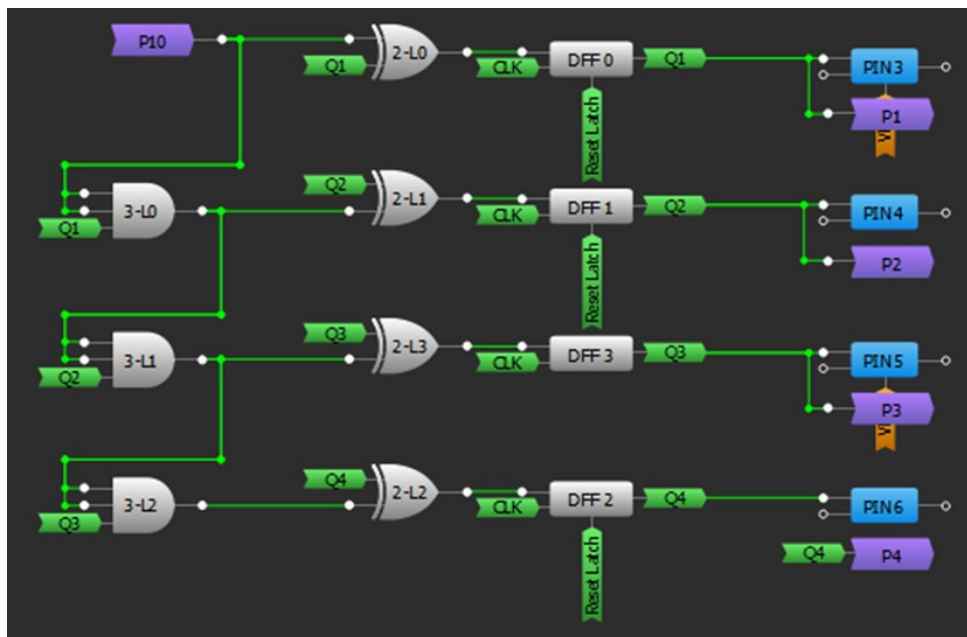 P10
Q1
2-L0
CLK
DFF 0
Q1
PIN 3
P1
Reset Latch
Q2
2-L1
CLK
DFF 1
Q2
PIN 4
P2
3-L0
Q1
Reset Latch
Q3
2-L3
CLK
DFF 3
Q3
PIN 5
P3
3-L1
Q2
Q4
2-L2
CLK
DFF 2
Q4
PIN 6
3-L2
Q3
Q4
P4
Reset Latch